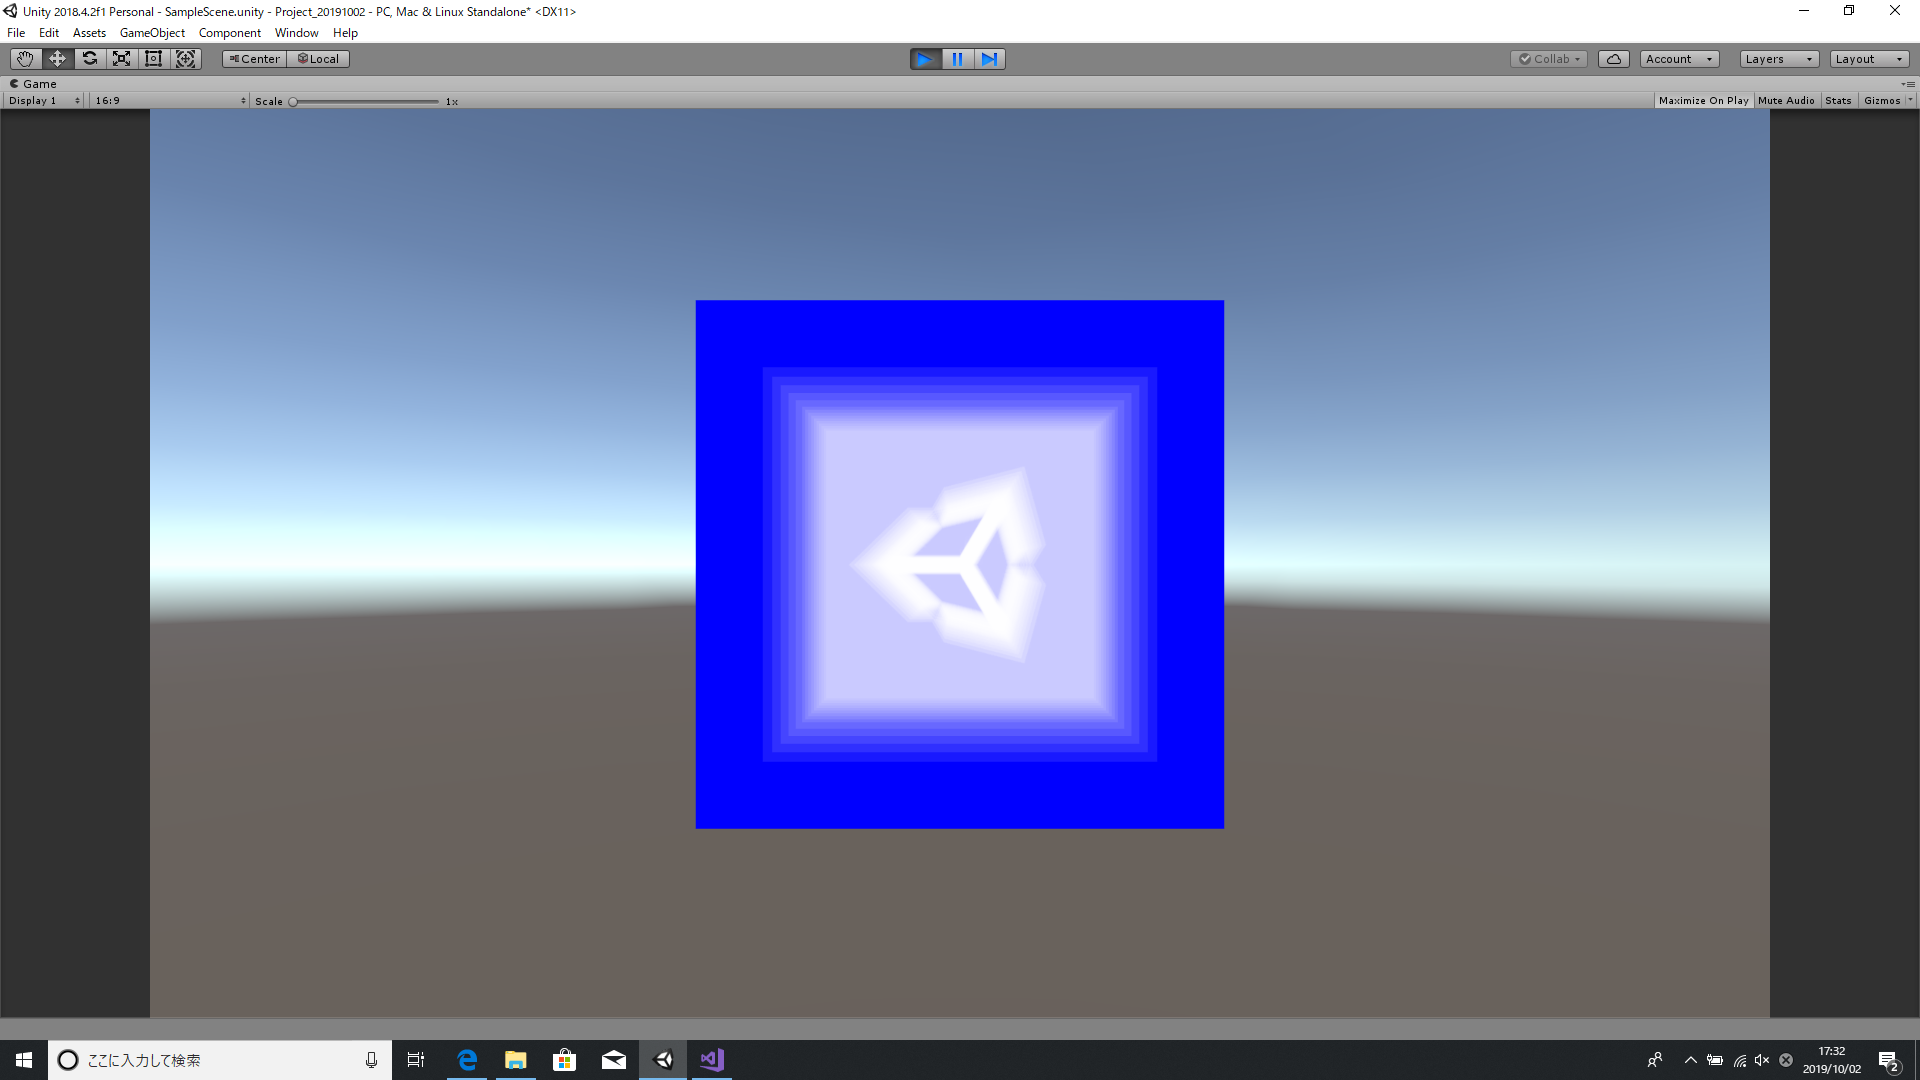 Unity 2018.4.2f1 Personal - SampleScene.unity - Project_20191002 - PC, Mac & Linux Standalone* <DX11>
File Edit Assets GameObject Component Window Help
Center Local Collab Account Layers Layout
Game
Display 1 16:9 Scale 1x Maximize On Play Mute Audio Stats Gizmos
ここに入力して検索
17:32
2019/10/02
2